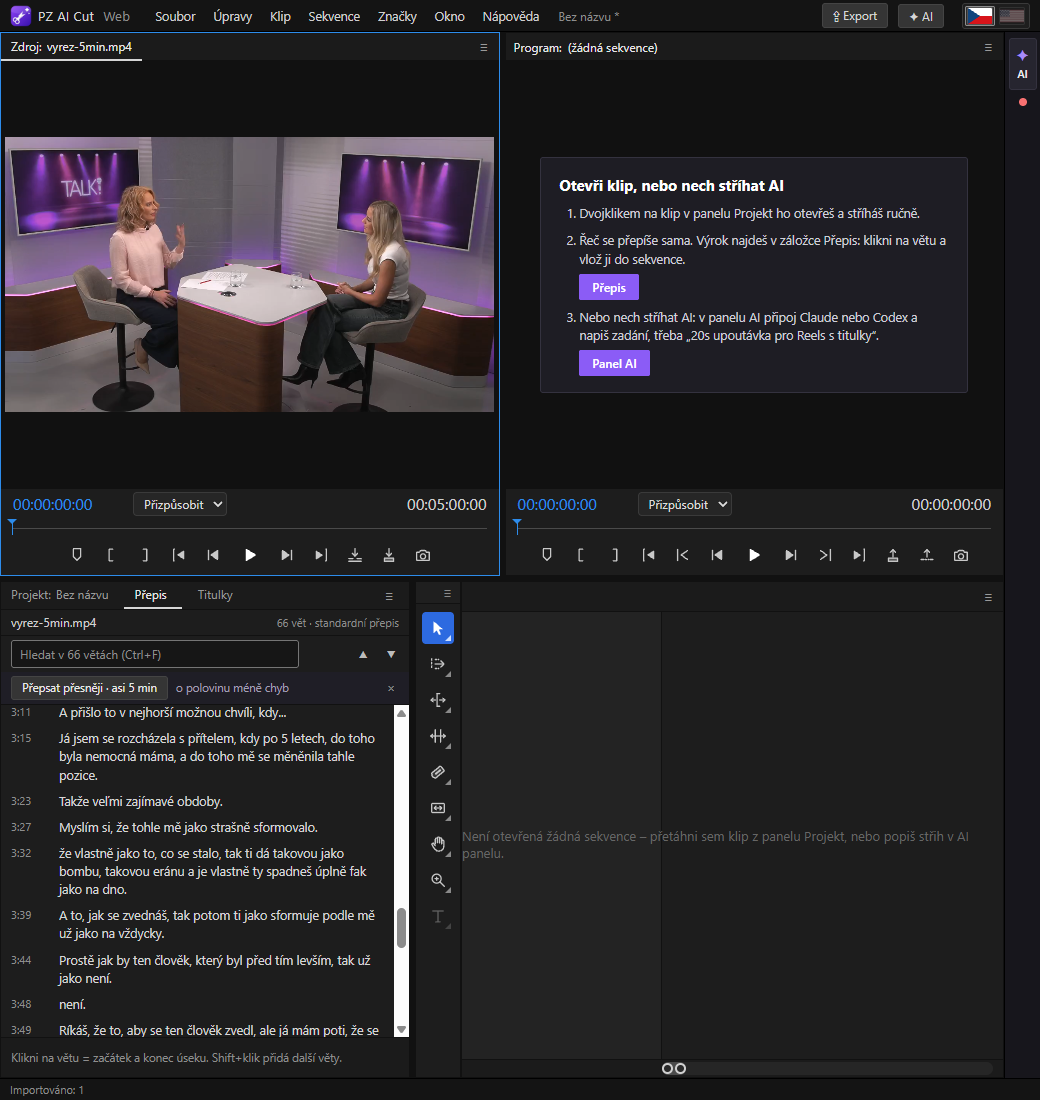 PZ AI Cut Web Soubor Úpravy Klip Sekvence Značky Okno Nápověda Bez názvu * Export AI
Zdroj: vyrez-5min.mp4
Program: (žádná sekvence)
AI
TALK!
Otevři klip, nebo nech stříhat AI
1. Dvojklikem na klip v panelu Projekt ho otevřeš a stříháš ručně.
2. Řeč se přepíše sama. Výrok najdeš v záložce Přepis: klikni na větu a
vlož ji do sekvence.
Přepis
3. Nebo nech stříhat AI: v panelu AI připoj Claude nebo Codex a
napiš zadání, třeba „20s upoutávka pro Reels s titulky“.
Panel AI
00:00:00:00 Přizpůsobit 00:05:00:00
00:00:00:00 Přizpůsobit 00:00:00:00
Projekt: Bez názvu Přepis Titulky
vyrez-5min.mp4 66 vět · standardní přepis
Hledat v 66 větách (Ctrl+F)
Přepsat přesněji · asi 5 min o polovinu méně chyb ×
3:11 A přišlo to v nejhorší možnou chvíli, kdy...
3:15 Já jsem se rozcházela s přítelem, kdy po 5 letech, do toho
byla nemocná máma, a do toho mě se měněnila tahle
pozice.
3:23 Takže veľmi zajímavé obdoby.
3:27 Myslím si, že tohle mě jako strašně sformovalo.
3:32 že vlastně jako to, co se stalo, tak ti dá takovou jako
bombu, takovou eránu a je vlastně ty spadneš úplně fak
jako na dno.
3:39 A to, jak se zvednáš, tak potom ti jako sformuje podle mě
už jako na vždycky.
3:44 Prostě jak by ten člověk, který byl před tím levším, tak už
jako není.
3:48 není.
3:49 Ríkáš, že to, aby se ten člověk zvedl, ale já mám poti, že se
Klikni na větu = začátek a konec úseku. Shift+klik přidá další věty.
Není otevřená žádná sekvence – přetáhni sem klip z panelu Projekt, nebo popiš střih v AI
panelu.
Importováno: 1